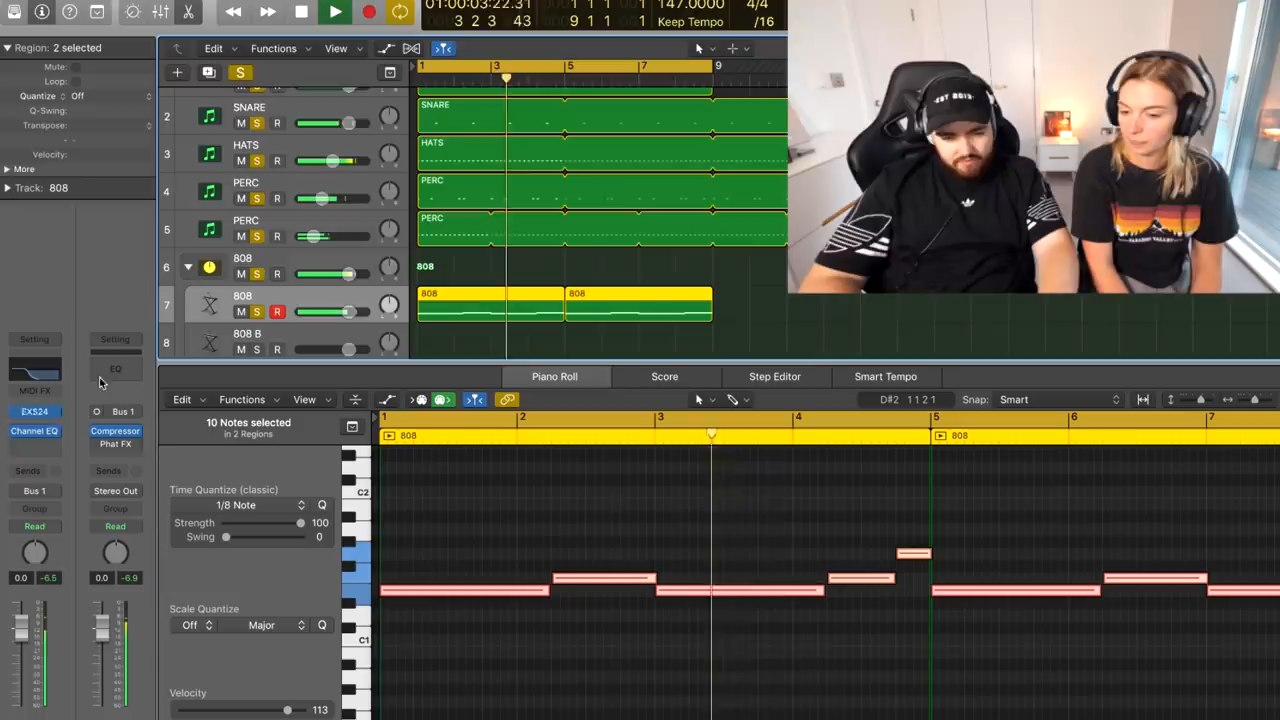 01:00:03:22.31 1 1 1 147.0000 4/4
3 2 3 43 9 1 1 1 Keep Tempo /16
Region: 2 selected
Mute:
Loop:
Quantize Off
Q-Swing:
Transpose:
Velocity:
More
Track: 808
Setting Setting
EQ
MIDI FX
EXS24 Bus 1
Channel EQ Compressor
Phat FX
Sends Sends
Bus 1 Stereo Out
Group Group
Read Read
0.0 -6.5 0.0 -6.9
Edit Functions View
S
1 3 5 7 9
2 SNARE M S R SNARE
3 HATS M S R HATS
4 PERC M S R PERC
5 PERC M S R PERC
6 808 M S R 808
7 808 M S R 808 808
8 808 B M S R
Piano Roll Score Step Editor Smart Tempo
Edit Functions View D#2 1 1 2 1 Snap: Smart
10 Notes selected
in 2 Regions
1 2 3 4 5 6 7
808 808
Time Quantize (classic)
1/8 Note Q
Strength 100
Swing 0
Scale Quantize
Off Major Q
Velocity
113
C2
C1